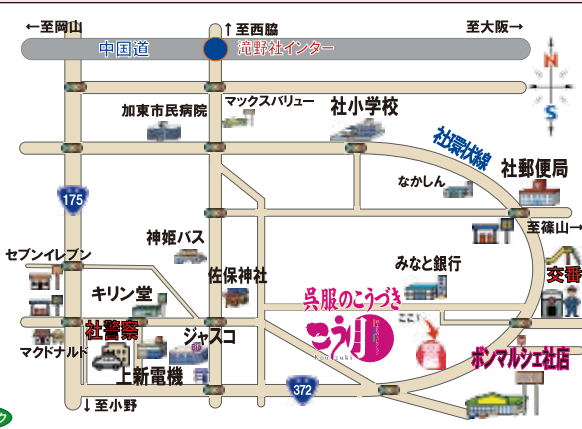 ←至岡山
↑至西脇
至大阪→
中国道
滝野社インター
N
S
加東市民病院
マックスバリュー
社小学校
社環状線
なかしん
社郵便局
175
至篠山→
神姫バス
セブンイレブン
佐保神社
みなと銀行
交番
キリン堂
呉服のこうづき
こう月
Kouzuki
ここ!
社警察
ジャスコ
マクドナルド
ボンマルシェ社店
上新電機
372
↓至小野
ク